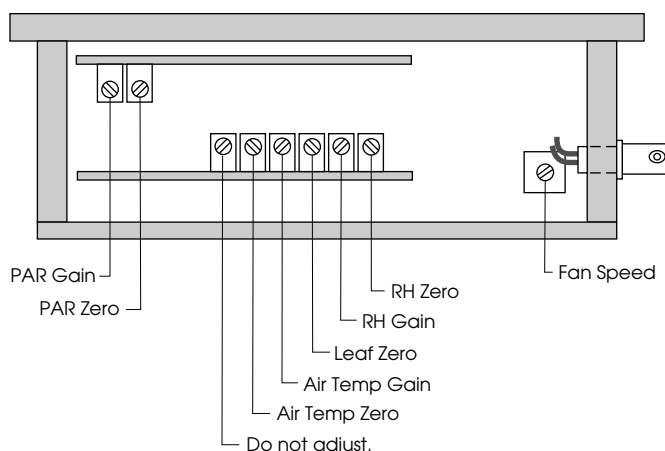 PAR Gain
Fan Speed
RH Zero
PAR Zero
RH Gain
Leaf Zero
Air Temp Gain
Air Temp Zero
Do not adjust.